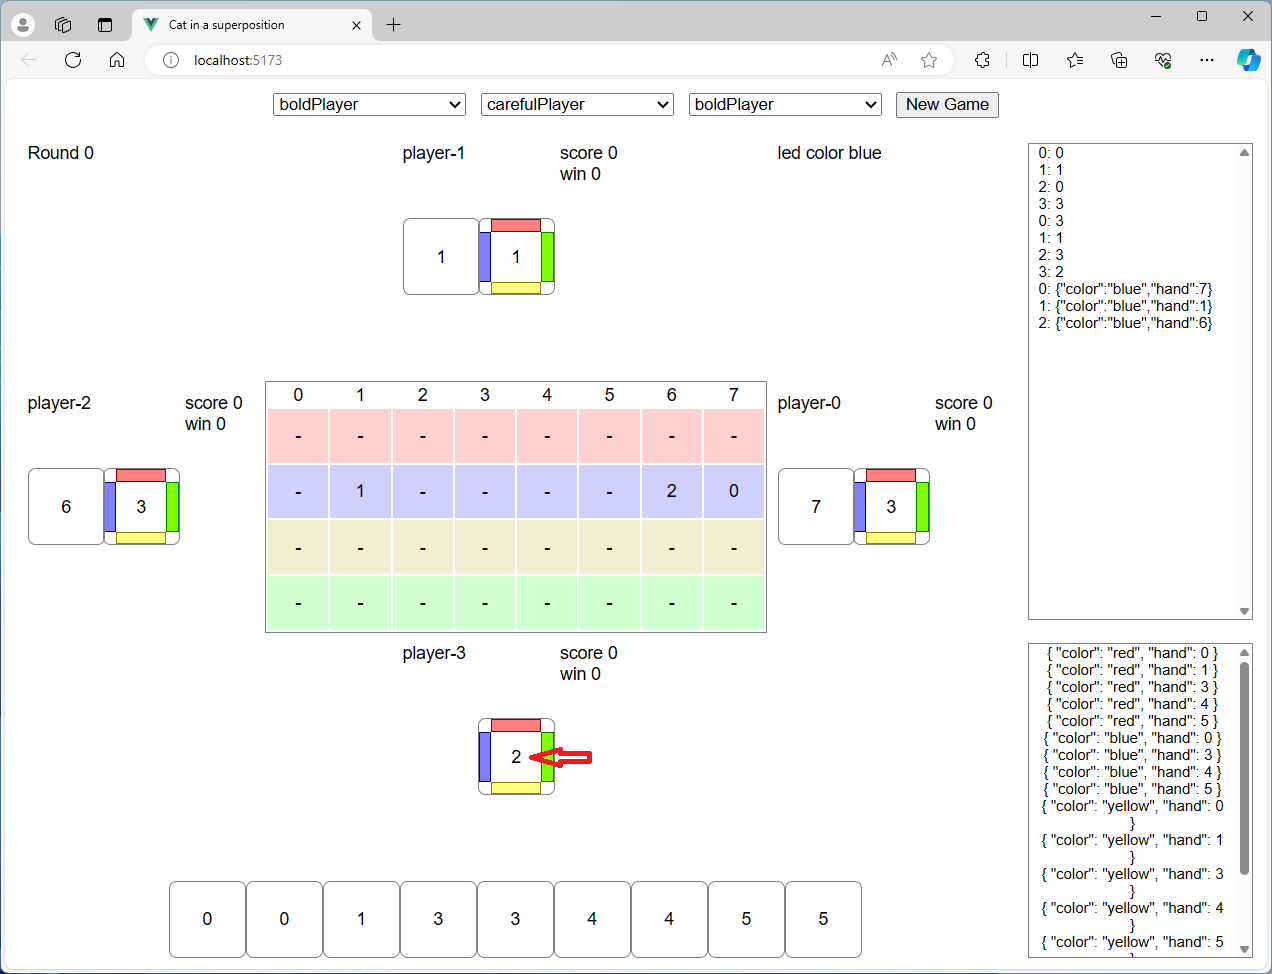 Cat in a superposition
localhost:5173
boldPlayer carefulPlayer boldPlayer New Game
Round 0
player-1 score 0
win 0
led color blue
1 1
player-2 score 0
win 0
6 3
0 1 2 3 4 5 6 7
- - - - - - - -
- 1 - - - - 2 0
- - - - - - - -
- - - - - - - -
player-0 score 0
win 0
7 3
player-3 score 0
win 0
2
0 0 1 3 3 4 4 5 5
0: 0
1: 1
2: 0
3: 3
0: 3
1: 1
2: 3
3: 2
0: {"color":"blue","hand":7}
1: {"color":"blue","hand":1}
2: {"color":"blue","hand":6}
{ "color": "red", "hand": 0 }
{ "color": "red", "hand": 1 }
{ "color": "red", "hand": 3 }
{ "color": "red", "hand": 4 }
{ "color": "red", "hand": 5 }
{ "color": "blue", "hand": 0 }
{ "color": "blue", "hand": 3 }
{ "color": "blue", "hand": 4 }
{ "color": "blue", "hand": 5 }
{ "color": "yellow", "hand": 0
}
{ "color": "yellow", "hand": 1
}
{ "color": "yellow", "hand": 3
}
{ "color": "yellow", "hand": 4
}
{ "color": "yellow", "hand": 5